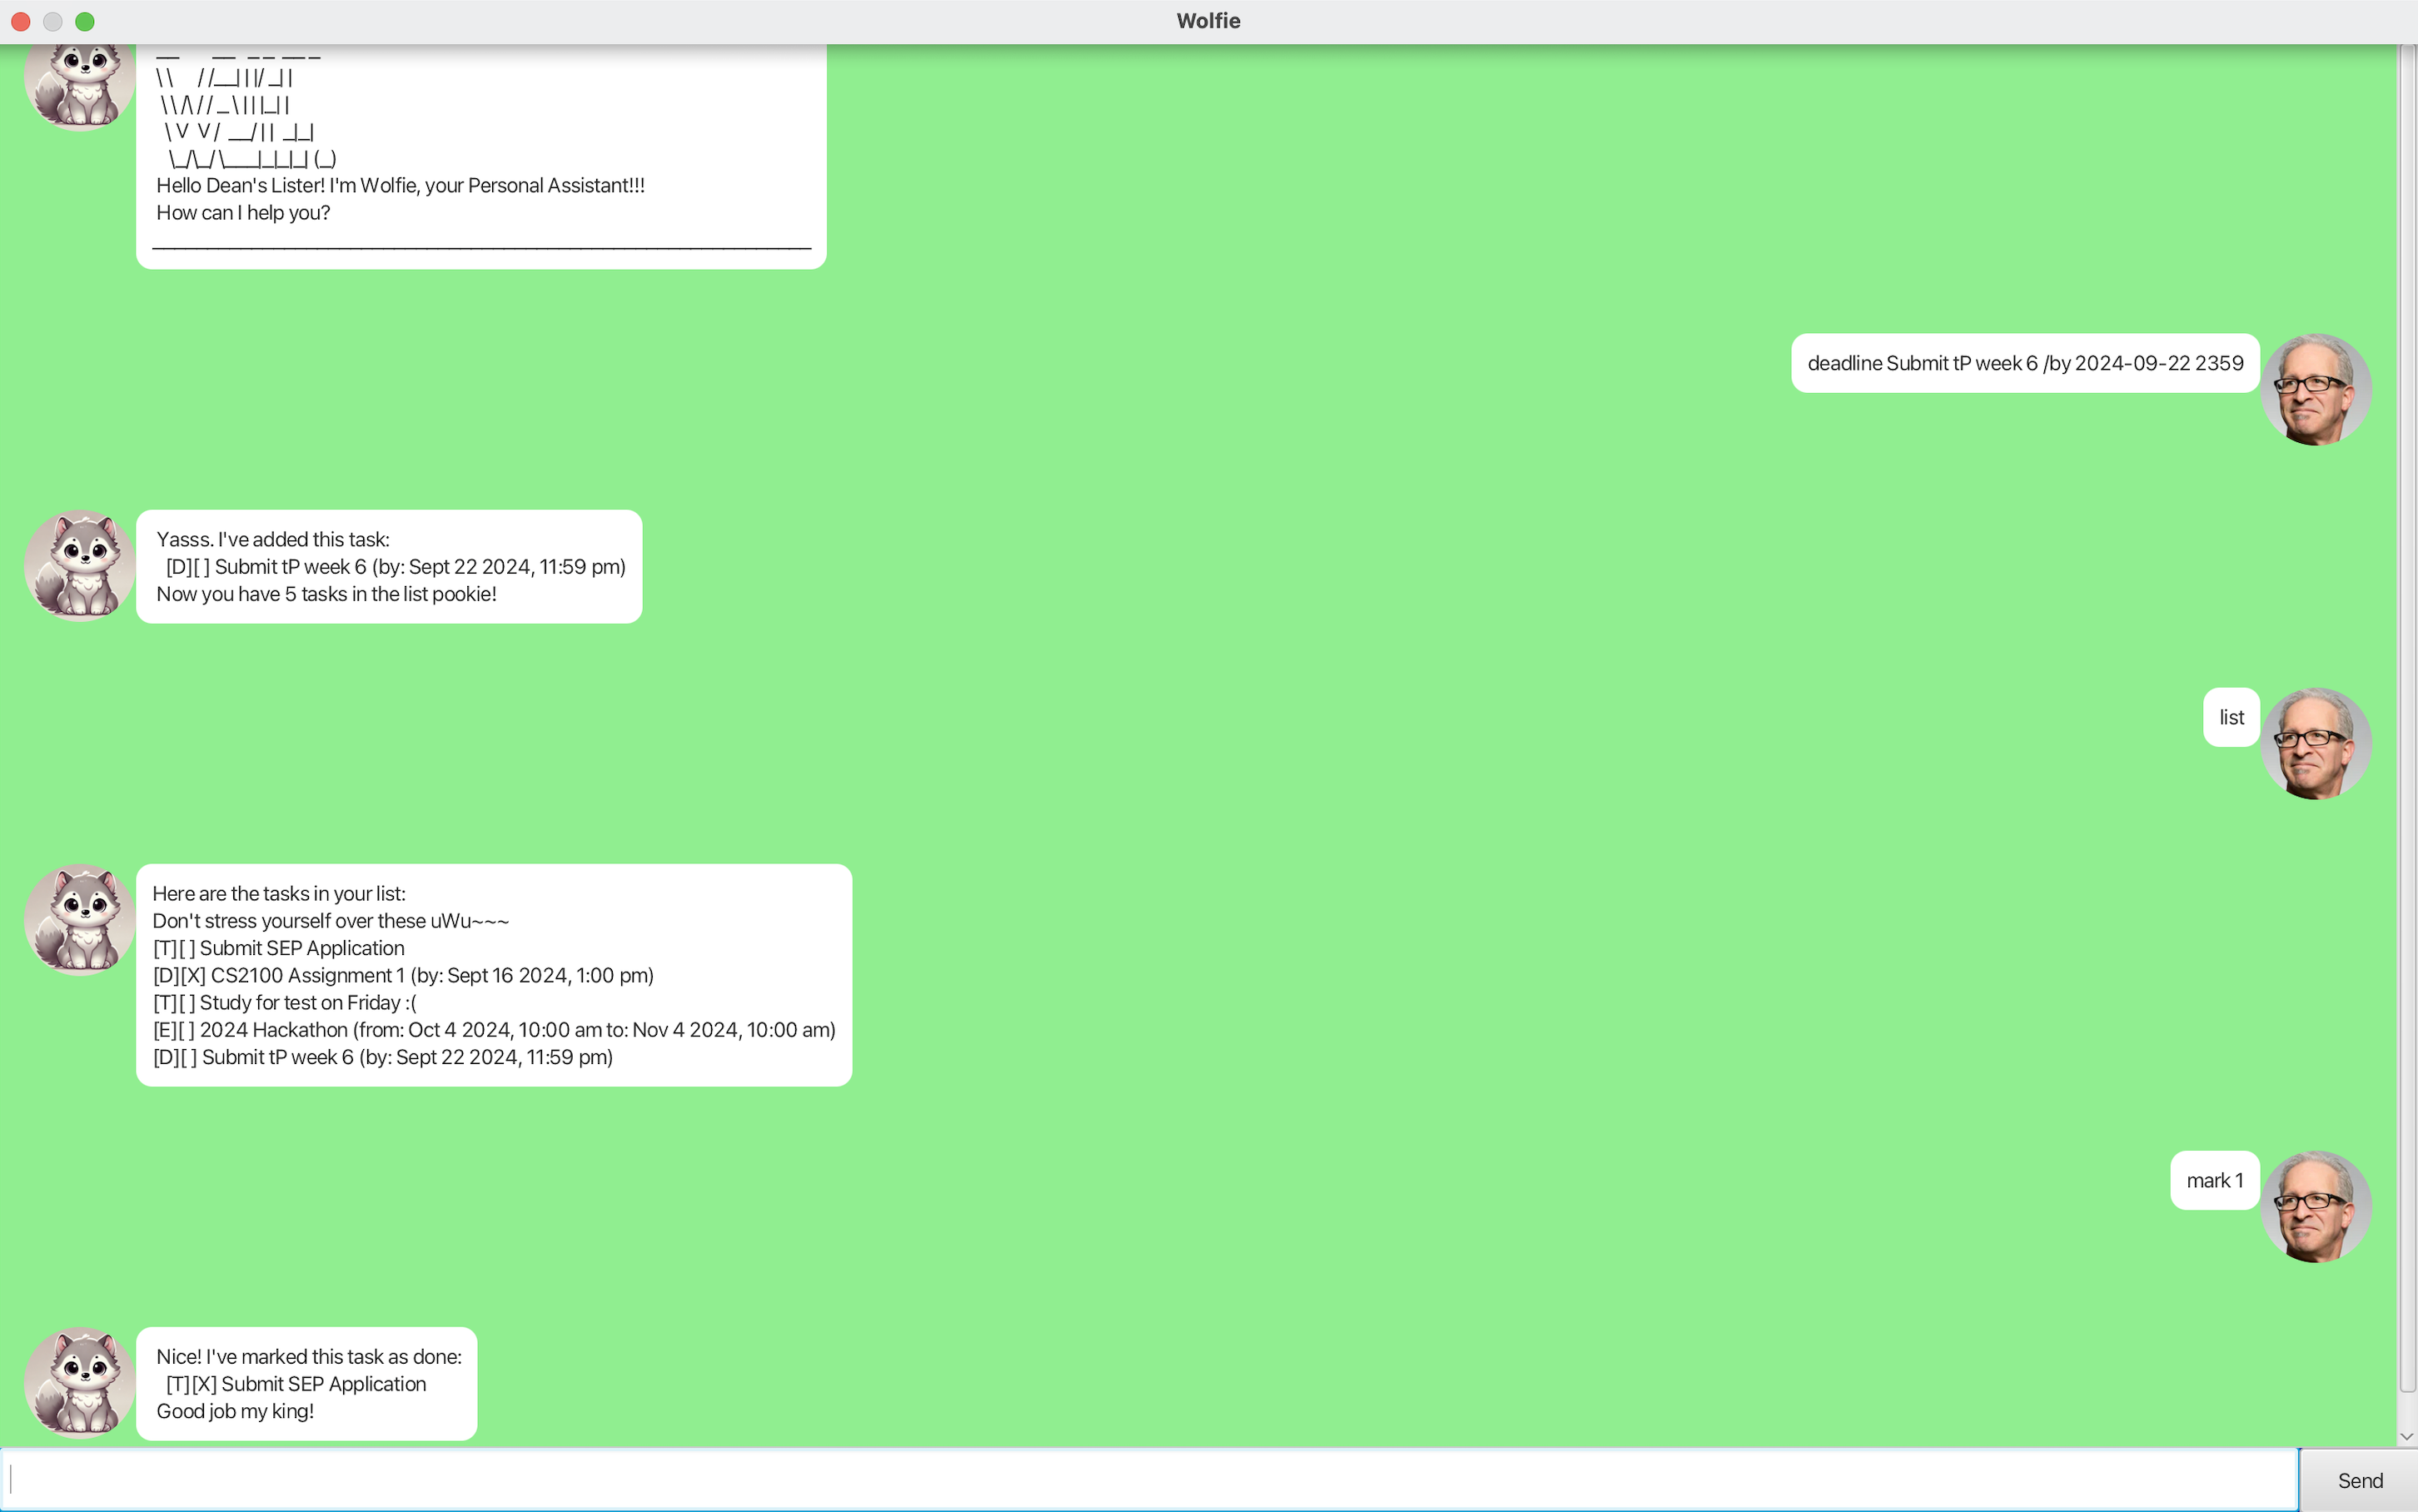 Wolfie
__      __  _ _  __ _
\ \    / /__| | |/ _| |
\ \ /\ / / _ \ | | |_| |
\ V  V /  __/ | |  _|_|
\_/\_/ \___|_|_|_| (_)
Hello Dean's Lister! I'm Wolfie, your Personal Assistant!!!
How can I help you?
____________________________________________________________
deadline Submit tP week 6 /by 2024-09-22 2359
Yasss. I've added this task:
[D][ ] Submit tP week 6 (by: Sept 22 2024, 11:59 pm)
Now you have 5 tasks in the list pookie!
list
Here are the tasks in your list:
Don't stress yourself over these uWu~~~
[T][ ] Submit SEP Application
[D][X] CS2100 Assignment 1 (by: Sept 16 2024, 1:00 pm)
[T][ ] Study for test on Friday :(
[E][ ] 2024 Hackathon (from: Oct 4 2024, 10:00 am to: Nov 4 2024, 10:00 am)
[D][ ] Submit tP week 6 (by: Sept 22 2024, 11:59 pm)
mark 1
Nice! I've marked this task as done:
[T][X] Submit SEP Application
Good job my king!
Send